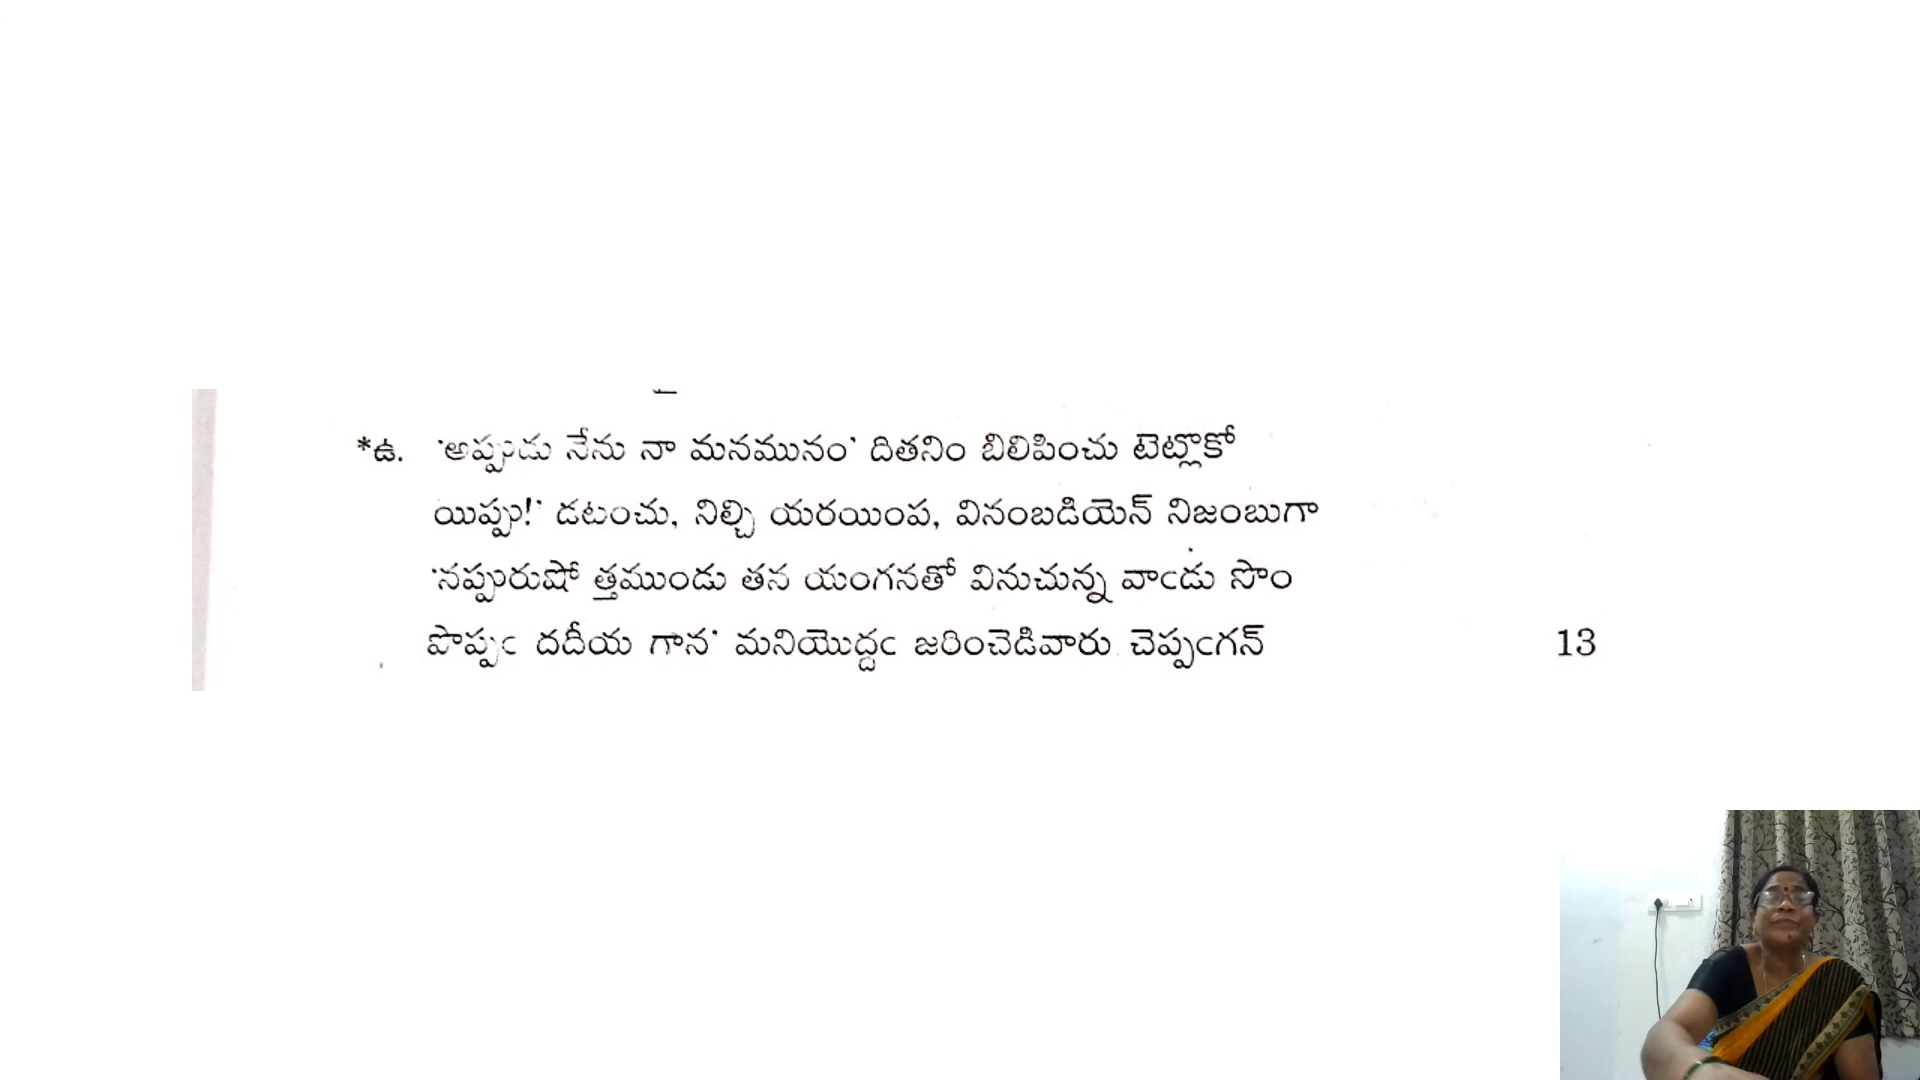 *ఉ. 'అప్పుడు నేను నా మనమునం' దితనిం బిలిపించు టెట్లొకో
యిప్పు!' డటంచు, నిల్చి యరయింప, వినంబడియెన్ నిజంబుగా
'నప్పురుషో త్తముండు తన యంగనతో వినుచున్న వాఁడు సొం
పొప్పఁ దదీయ గాన' మనియొద్దఁ జరించెడివారు చెప్పఁగన్ 13